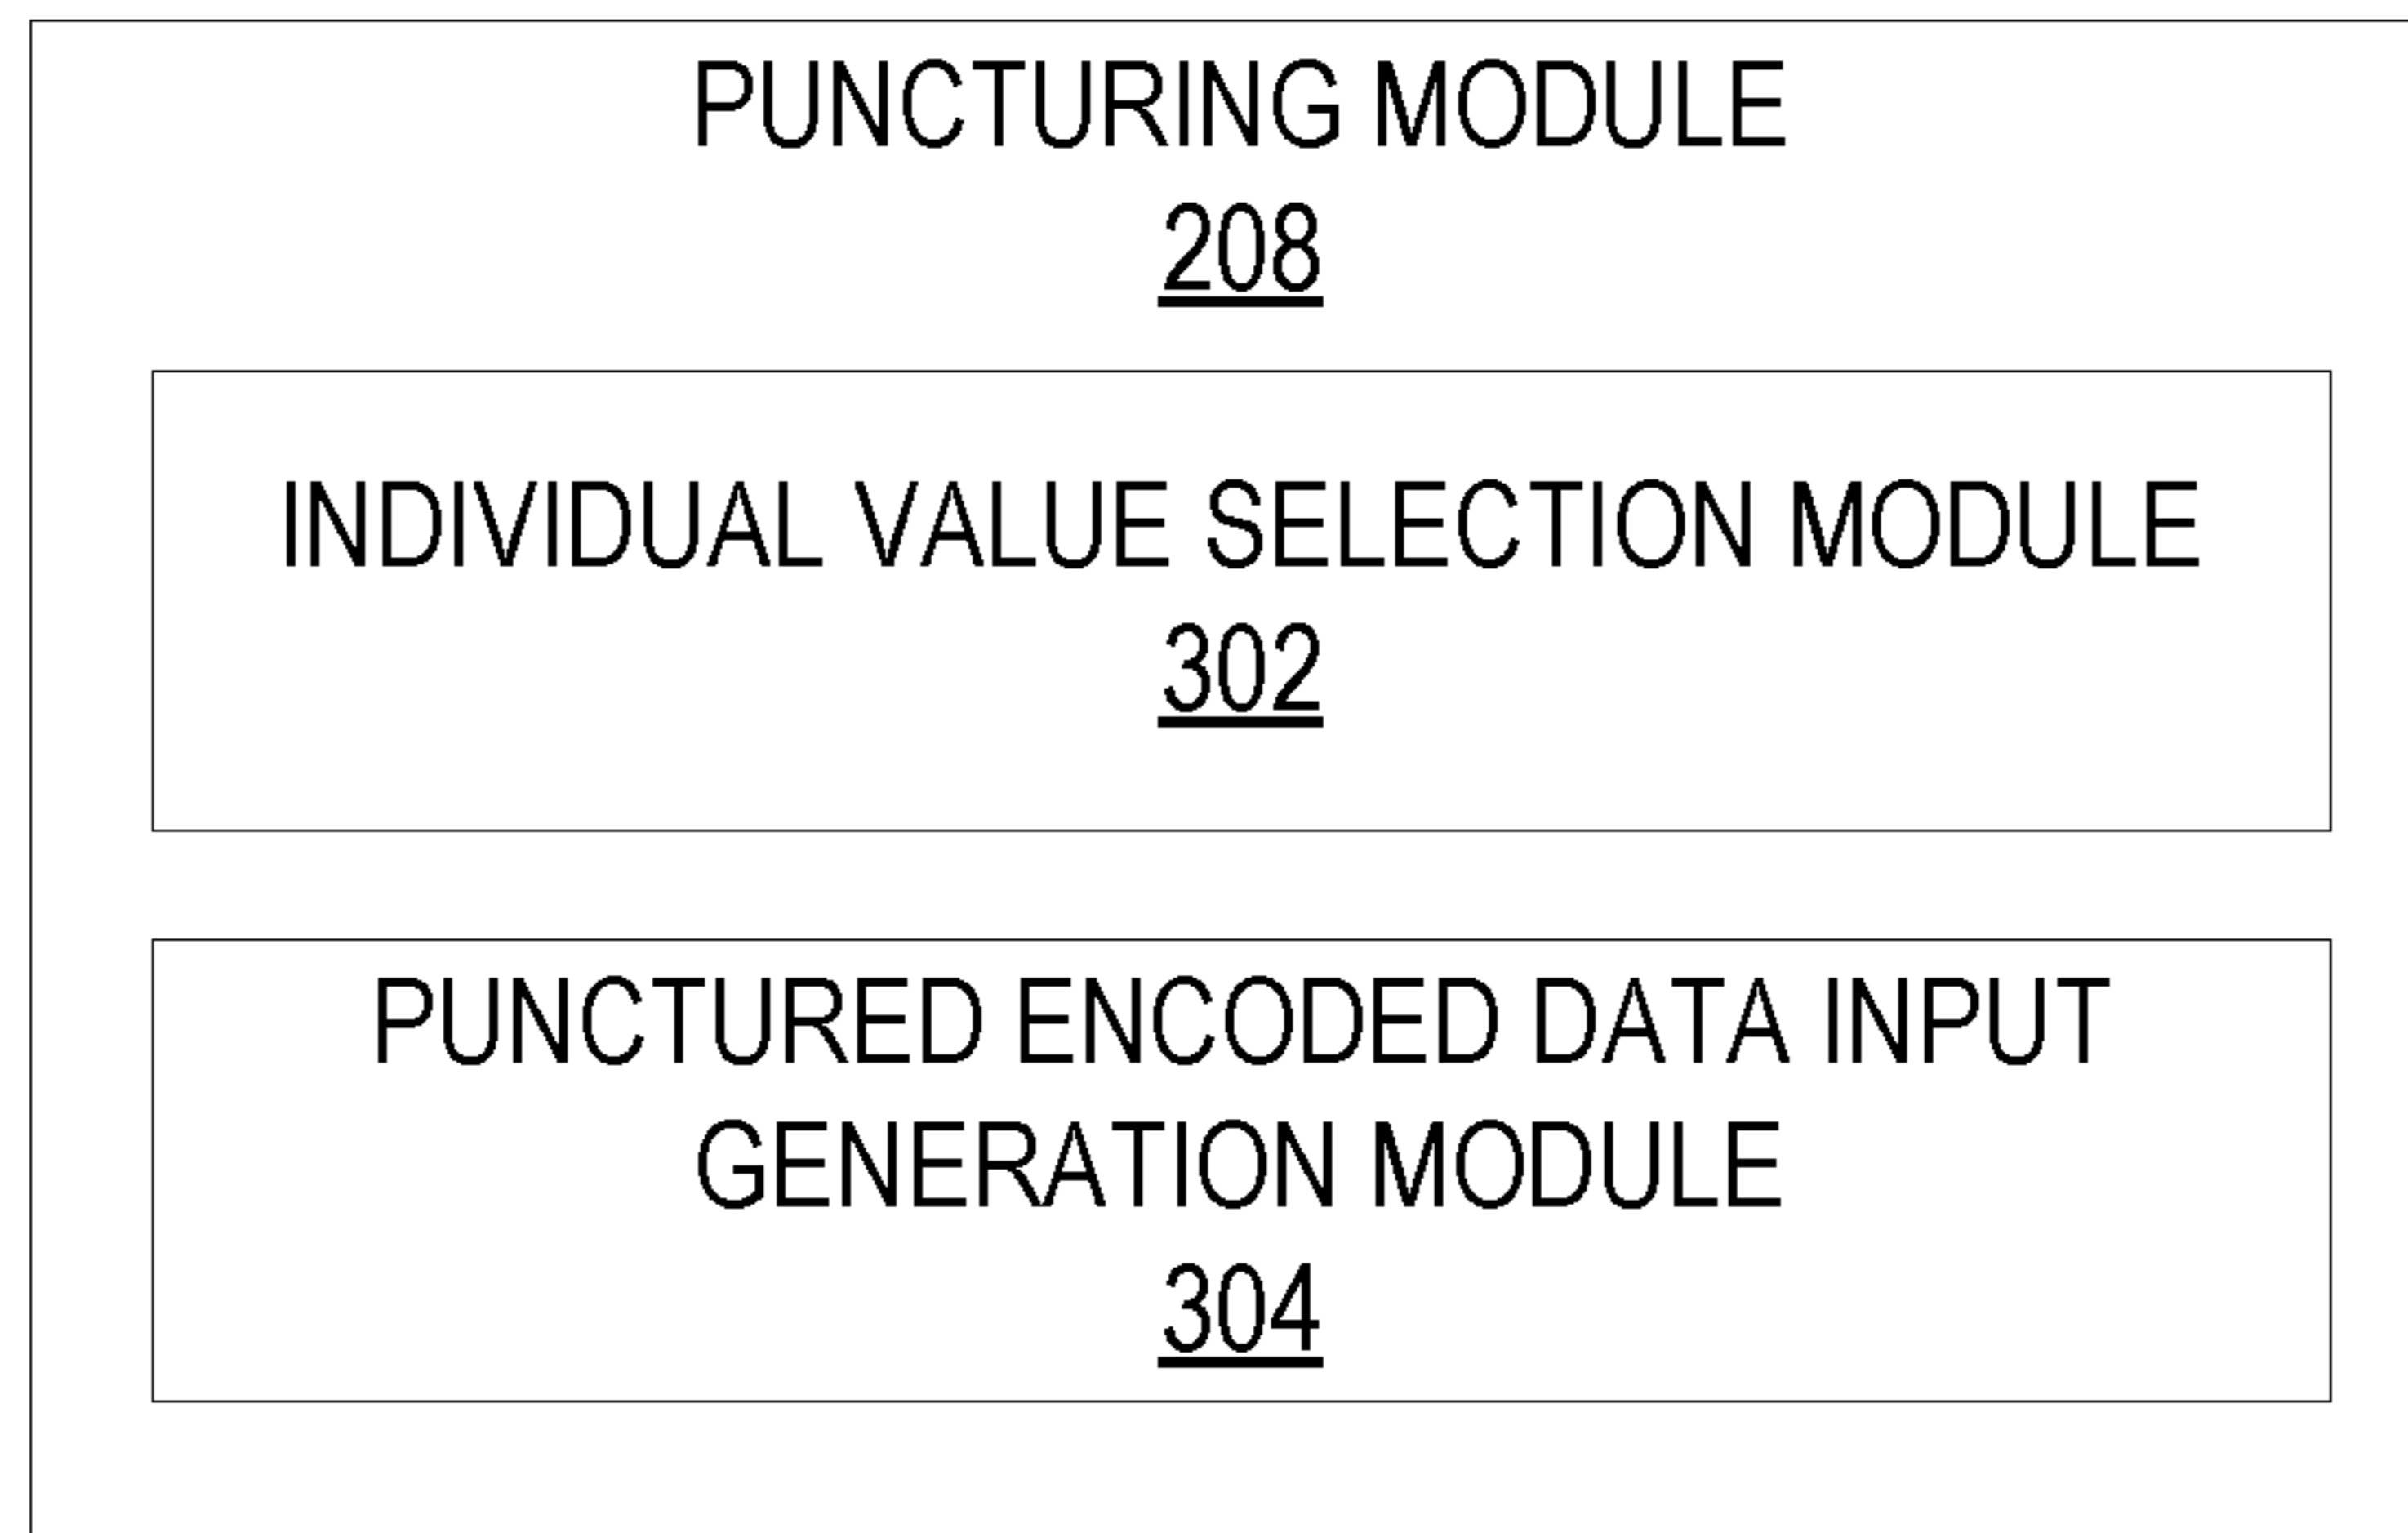 PUNCTURING MODULE
208
INDIVIDUAL VALUE SELECTION MODULE
302
PUNCTURED ENCODED DATA INPUT
GENERATION MODULE
304